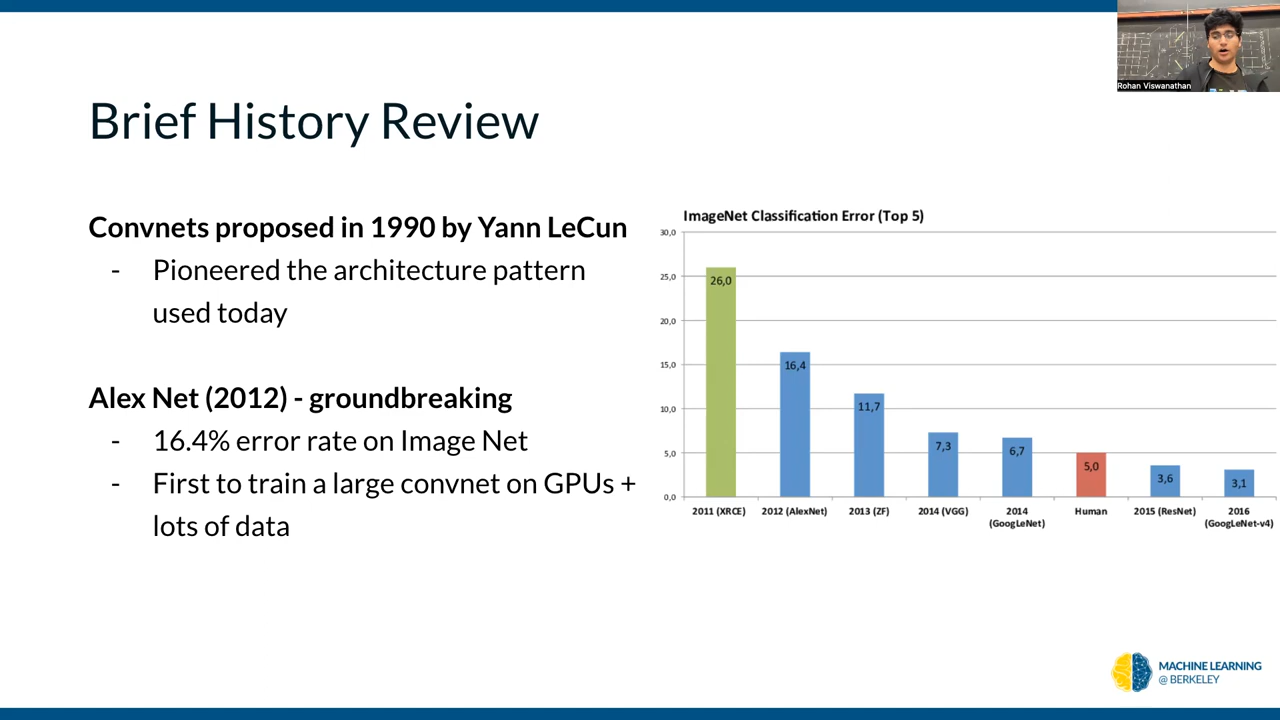 Rohan Viswanathan
Brief History Review
Convnets proposed in 1990 by Yann LeCun
- Pioneered the architecture pattern
used today
Alex Net (2012) - groundbreaking
- 16.4% error rate on Image Net
- First to train a large convnet on GPUs +
lots of data
ImageNet Classification Error (Top 5)
30,0
25,0
20,0
15,0
10,0
5,0
0,0
26,0
16,4
11,7
7,3
6,7
5,0
3,6
3,1
2011 (XRCE)
2012 (AlexNet)
2013 (ZF)
2014 (VGG)
2014
(GoogLeNet)
Human
2015 (ResNet)
2016
(GoogLeNet-v4)
MACHINE LEARNING
@ BERKELEY